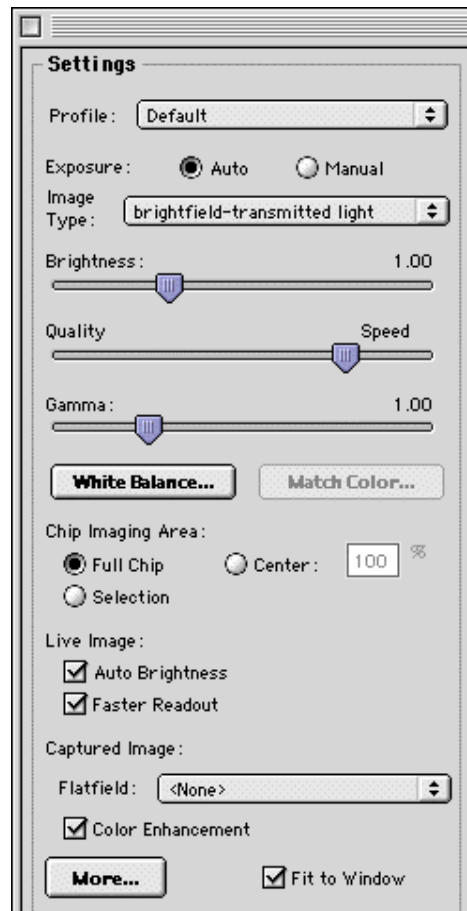 Settings
Profile: Default
Exposure: Auto Manual
Image
Type: brightfield-transmitted light
Brightness: 1.00
Quality Speed
Gamma: 1.00
White Balance... Match Color...
Chip Imaging Area:
Full Chip Center: 100 %
Selection
Live Image:
Auto Brightness
Faster Readout
Captured Image:
Flatfield: <None>
Color Enhancement
More... Fit to Window